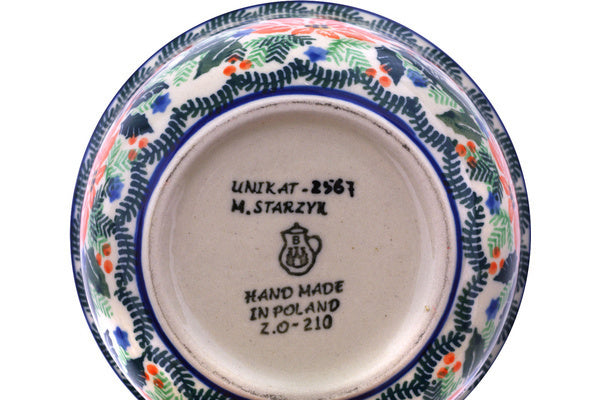 UNIKAT-2567
M. STARZYK
B
HAND MADE
IN POLAND
Z.O-210